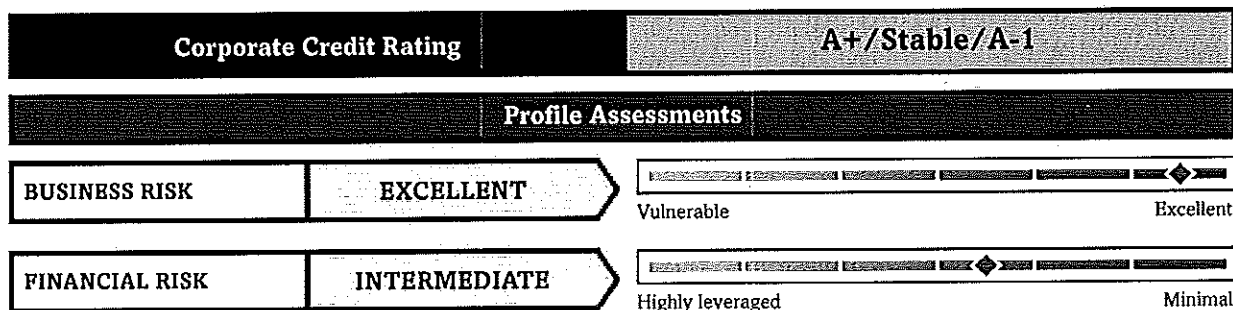 Corporate Credit Rating A+/Stable/A-1
Profile Assessments
BUSINESS RISK EXCELLENT
Vulnerable Excellent
FINANCIAL RISK INTERMEDIATE
Highly leveraged Minimal